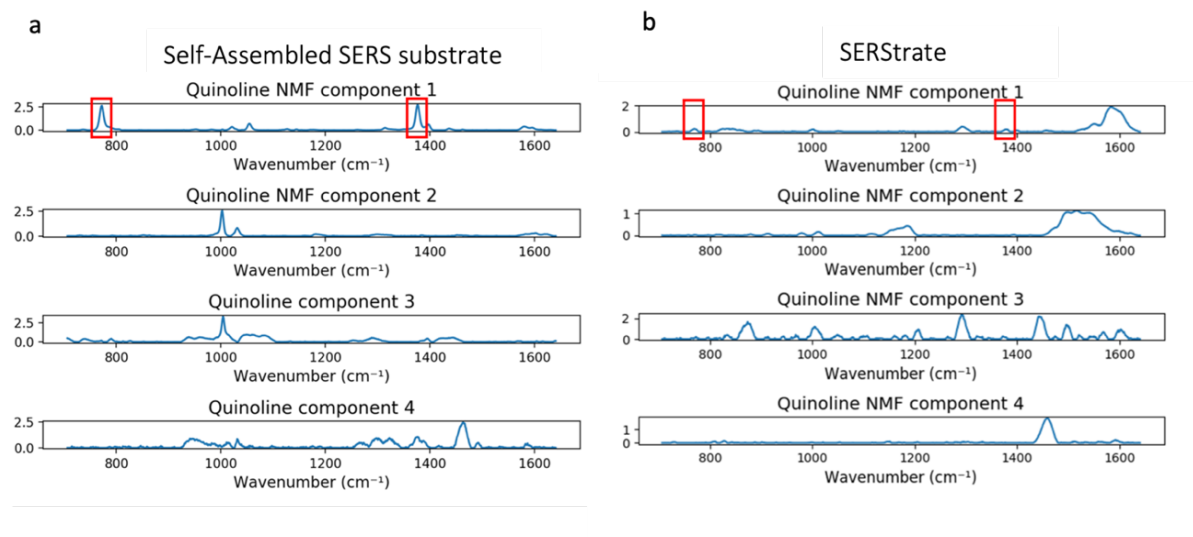 a
Self-Assembled SERS substrate
Quinoline NMF component 1
2.5
0.0
800 1000 1200 1400 1600
Wavenumber (cm⁻¹)
Quinoline NMF component 2
2.5
0.0
800 1000 1200 1400 1600
Wavenumber (cm⁻¹)
Quinoline component 3
2.5
0.0
800 1000 1200 1400 1600
Wavenumber (cm⁻¹)
Quinoline component 4
2.5
0.0
800 1000 1200 1400 1600
Wavenumber (cm⁻¹)
b
SERStrate
Quinoline NMF component 1
2
0
800 1000 1200 1400 1600
Wavenumber (cm⁻¹)
Quinoline NMF component 2
1
0
800 1000 1200 1400 1600
Wavenumber (cm⁻¹)
Quinoline NMF component 3
2
0
800 1000 1200 1400 1600
Wavenumber (cm⁻¹)
Quinoline NMF component 4
1
0
800 1000 1200 1400 1600
Wavenumber (cm⁻¹)